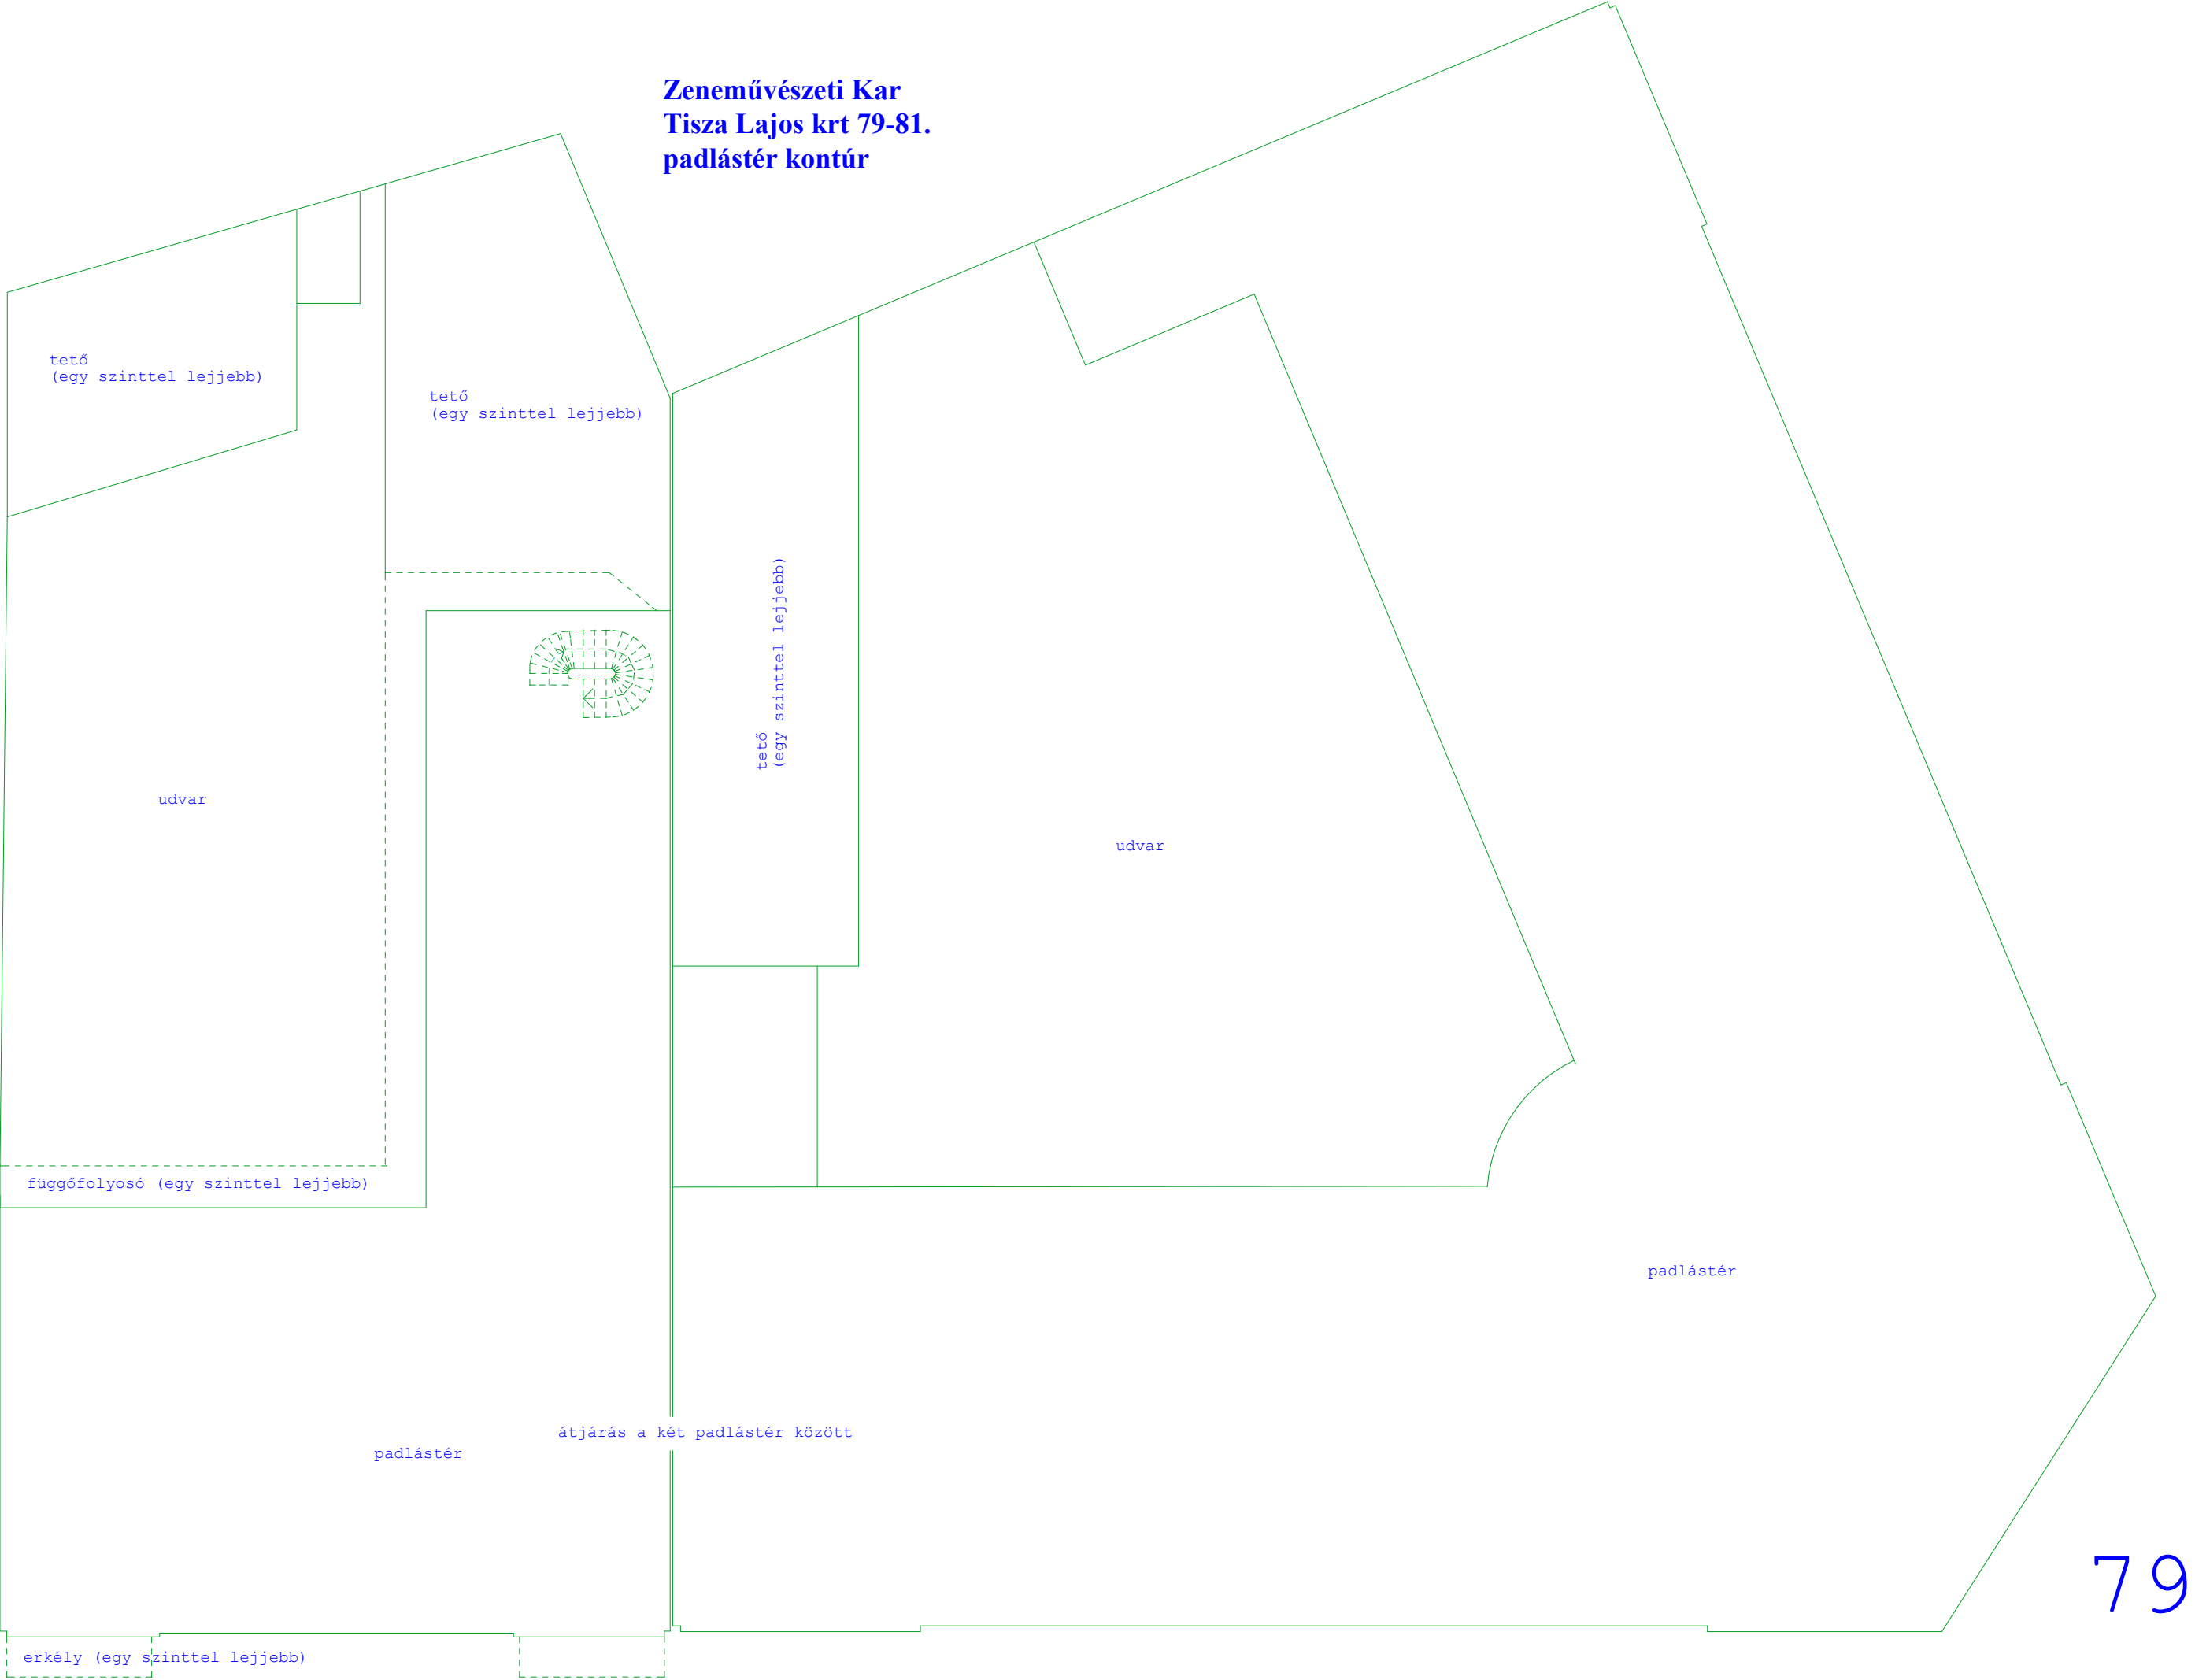 Zeneművészeti Kar
Tisza Lajos krt 79-81.
padlástér kontúr
tető
(egy szinttel lejjebb)
tető
(egy szinttel lejjebb)
tető
(egy szinttel lejjebb)
udvar
udvar
függőfolyosó (egy szinttel lejjebb)
padlástér
átjárás a két padlástér között
padlástér
79
erkély (egy szinttel lejjebb)